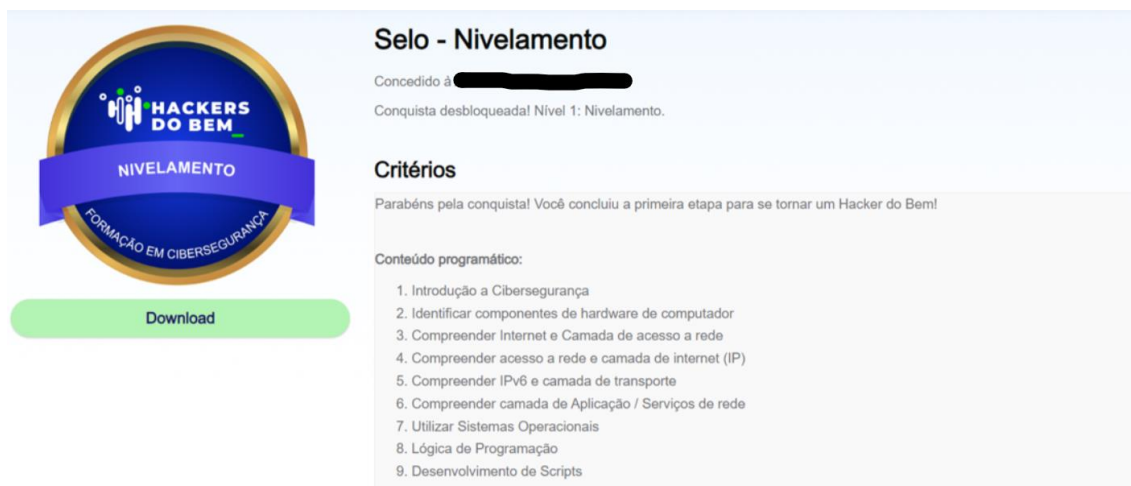 HACKERS
DO BEM_
NIVELAMENTO
FORMAÇÃO EM CIBERSEGURANÇA
Download
Selo - Nivelamento
Concedido à
Conquista desbloqueada! Nível 1: Nivelamento.
Critérios
Parabéns pela conquista! Você concluiu a primeira etapa para se tornar um Hacker do Bem!
Conteúdo programático:
1. Introdução a Cibersegurança
2. Identificar componentes de hardware de computador
3. Compreender Internet e Camada de acesso a rede
4. Compreender acesso a rede e camada de internet (IP)
5. Compreender IPv6 e camada de transporte
6. Compreender camada de Aplicação / Serviços de rede
7. Utilizar Sistemas Operacionais
8. Lógica de Programação
9. Desenvolvimento de Scripts